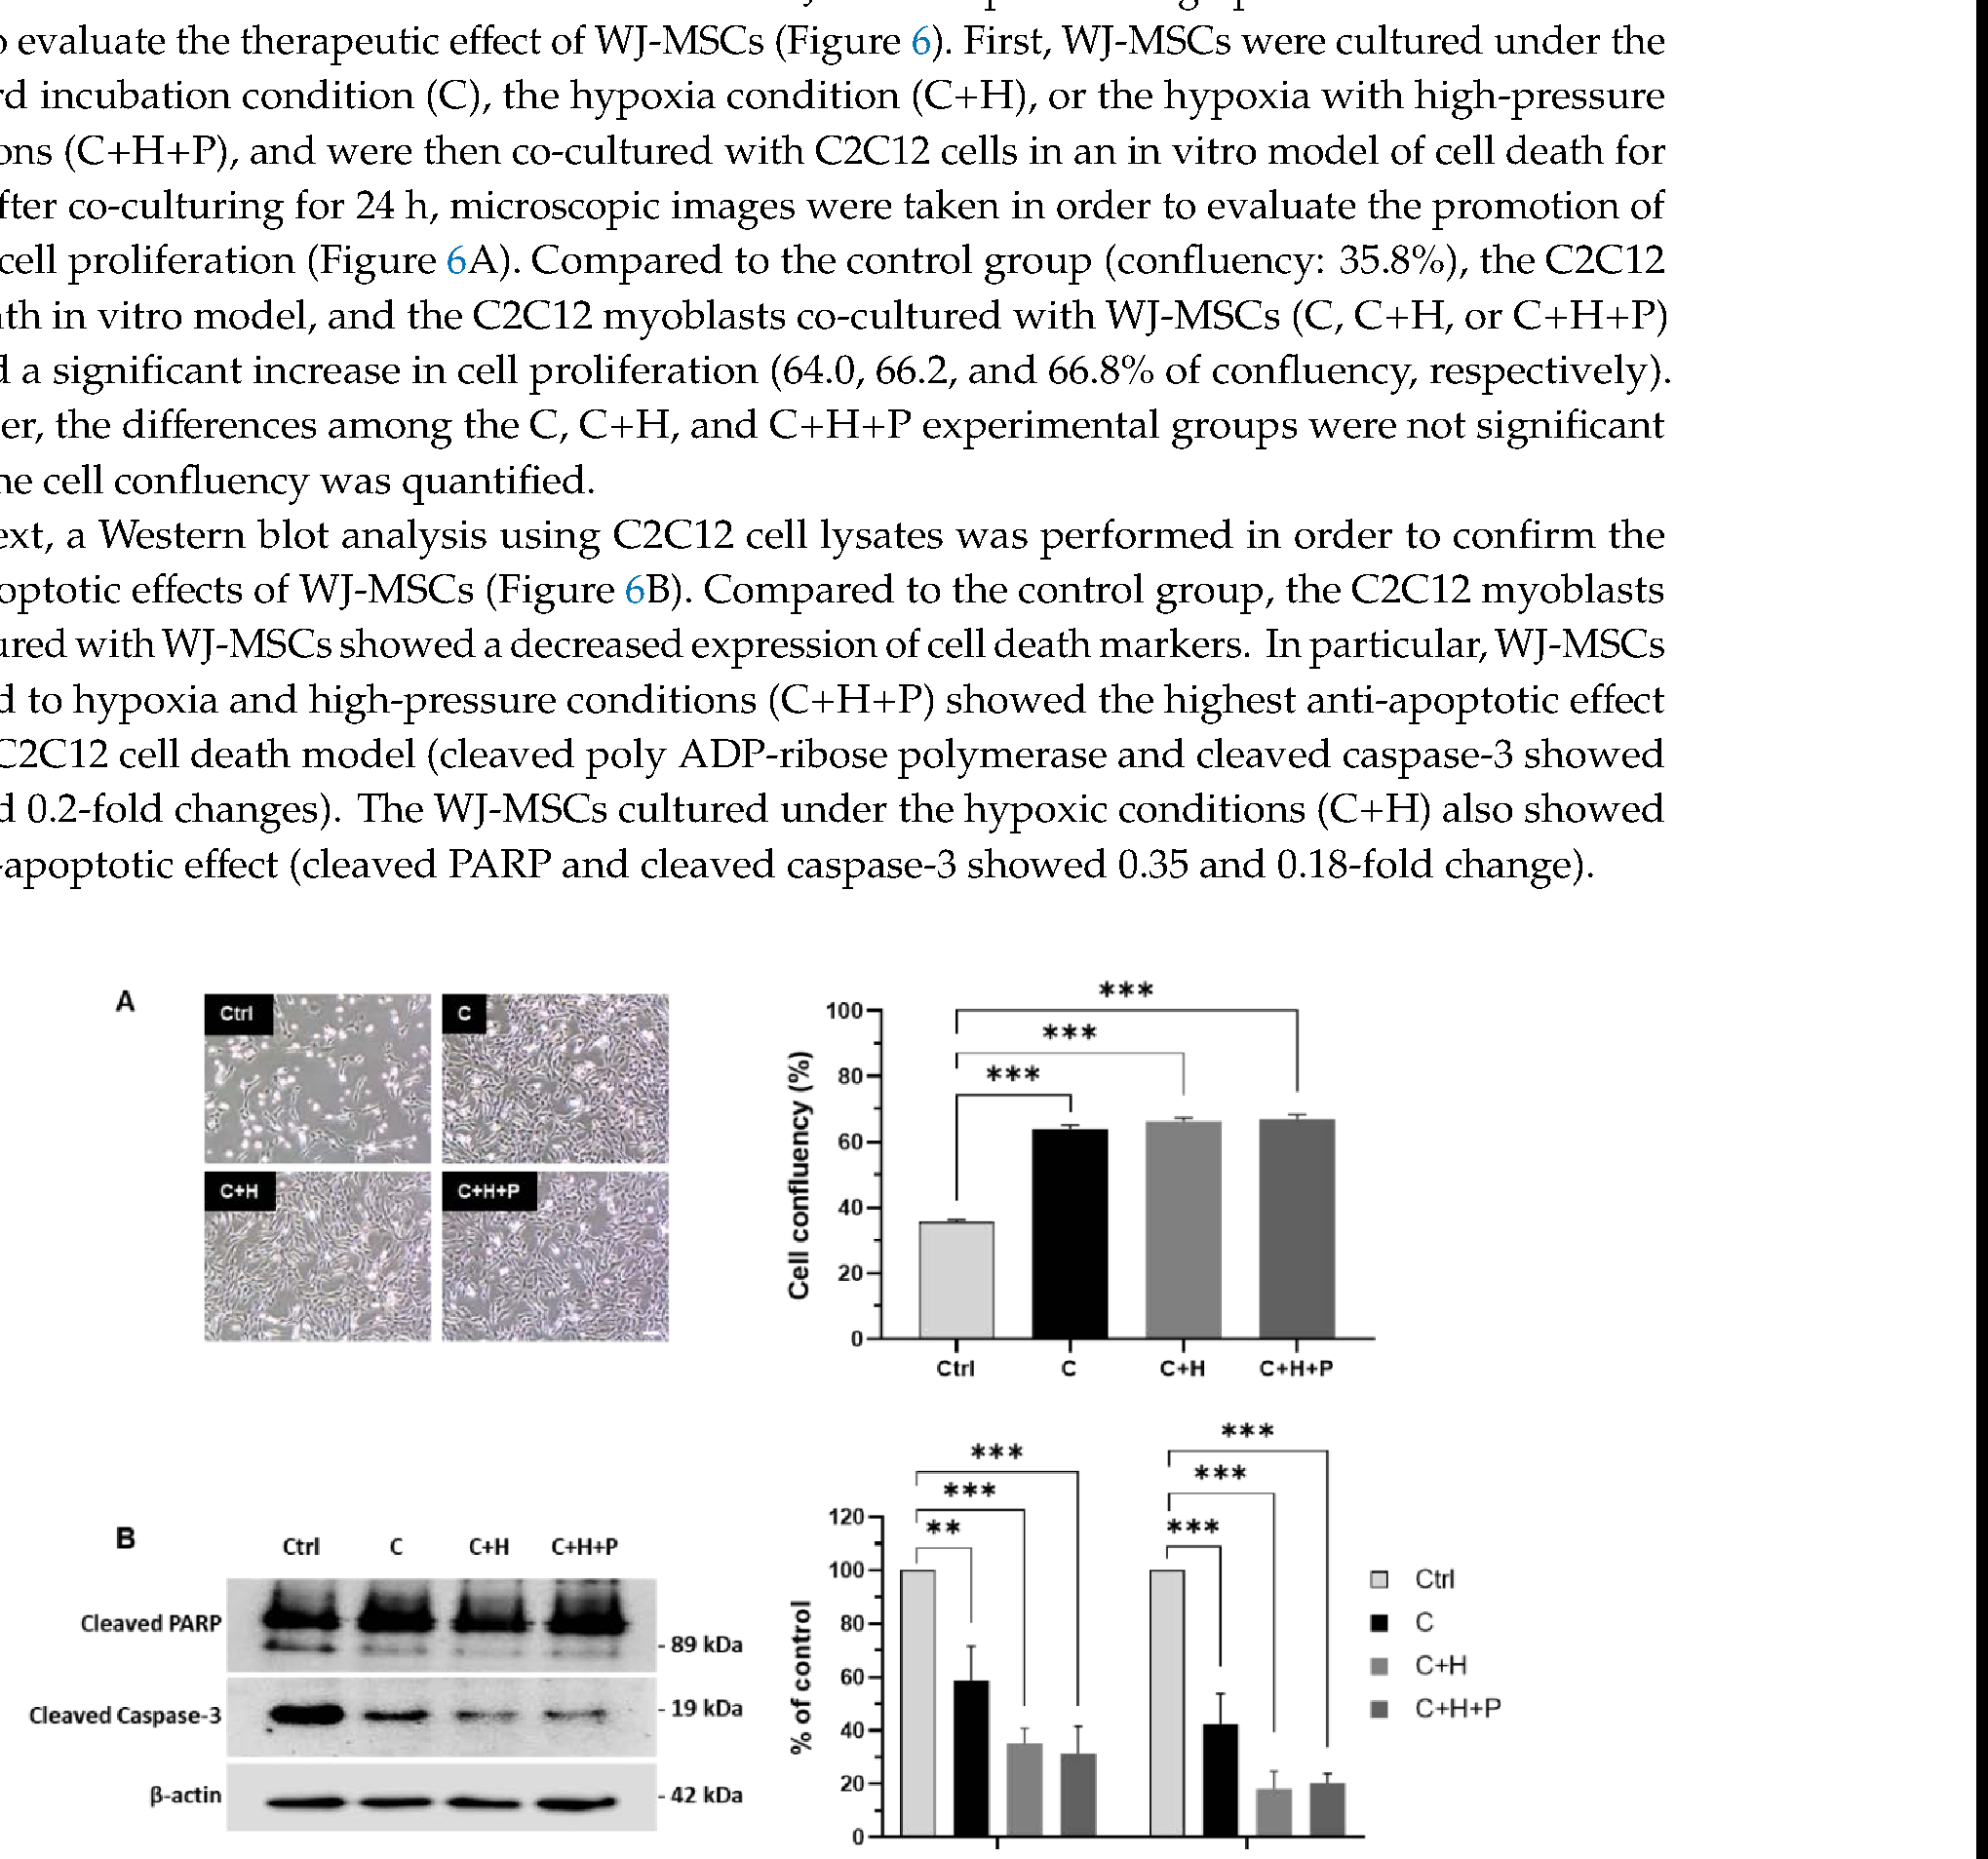 evaluate the therapeutic effect of WJ-MSCs (Figure 6). First, WJ-MSCs were cultured under the
incubation condition (C), the hypoxia condition (C+H), or the hypoxia with high-pressure
ons (C+H+P), and were then co-cultured with C2C12 cells in an in vitro model of cell death for
fter co-culturing for 24 h, microscopic images were taken in order to evaluate the promotion of
cell proliferation (Figure 6A). Compared to the control group (confluency: 35.8%), the C2C12
th in vitro model, and the C2C12 myoblasts co-cultured with WJ-MSCs (C, C+H, or C+H+P)
d a significant increase in cell proliferation (64.0, 66.2, and 66.8% of confluency, respectively).
er, the differences among the C, C+H, and C+H+P experimental groups were not significant
he cell confluency was quantified.
ext, a Western blot analysis using C2C12 cell lysates was performed in order to confirm the
optotic effects of WJ-MSCs (Figure 6B). Compared to the control group, the C2C12 myoblasts
ured with WJ-MSCs showed a decreased expression of cell death markers. In particular, WJ-MSCs
d to hypoxia and high-pressure conditions (C+H+P) showed the highest anti-apoptotic effect
C2C12 cell death model (cleaved poly ADP-ribose polymerase and cleaved caspase-3 showed
d 0.2-fold changes). The WJ-MSCs cultured under the hypoxic conditions (C+H) also showed
-apoptotic effect (cleaved PARP and cleaved caspase-3 showed 0.35 and 0.18-fold change).
A
Ctrl
C
C+H
C+H+P
Cell confluency (%)
100
80
60
40
20
0
***
***
***
Ctrl C C+H C+H+P
B
Ctrl C C+H C+H+P
Cleaved PARP
- 89 kDa
Cleaved Caspase-3
- 19 kDa
β-actin
- 42 kDa
% of control
120
100
80
60
40
20
0
***
***
**
***
***
***
Ctrl
C
C+H
C+H+P